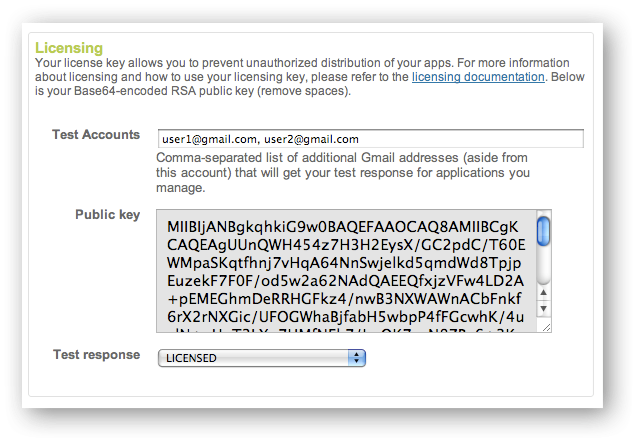 Licensing
Your license key allows you to prevent unauthorized distribution of your apps. For more information
about licensing and how to use your licensing key, please refer to the licensing documentation. Below
is your Base64-encoded RSA public key (remove spaces).
Test Accounts
user1@gmail.com, user2@gmail.com
Comma-separated list of additional Gmail addresses (aside from
this account) that will get your test response for applications you
manage.
Public key
MIIBIjANBgkqhkiG9w0BAQEFAAOCAQ8AMIIBCgK
CAQEAgUUnQWH454z7H3H2EysX/GC2pdC/T60E
WMpaSKqtfhnj7vHqA64NnSwjelkd5qmdWd8Tpjp
EuzekF7F0F/od5w2a62NAdQAEEQfxjzVFw4LD2A
+pEMEGhmDeRRHGFkz4/nwB3NXWAWnACbFnkf
6rX2rNXGic/UFOGWhaBjfabH5wbpP4fFGcwhK/4u
Test response
LICENSED